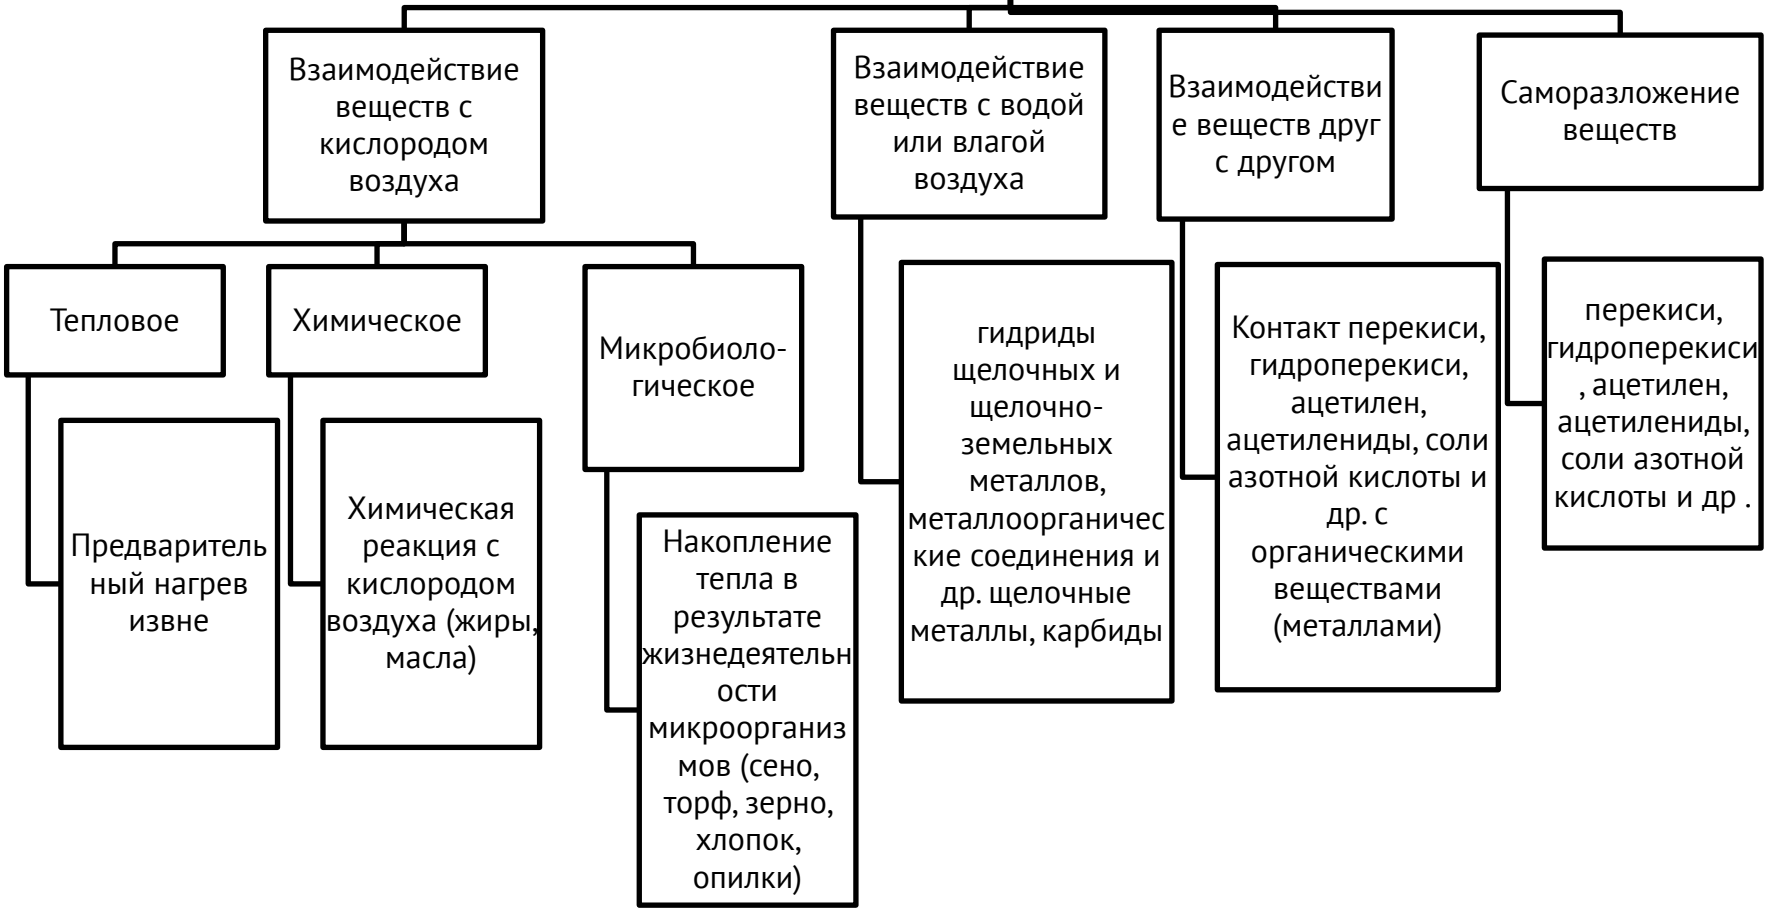 Взаимодействие
веществ с
кислородом
воздуха
Взаимодействие
веществ с водой
или влагой
воздуха
Взаимодействи
е веществ друг
с другом
Саморазложение
веществ
Тепловое
Химическое
Микробиоло-
гическое
Предваритель
ный нагрев
извне
Химическая
реакция с
кислородом
воздуха (жиры,
масла)
Накопление
тепла в
результате
жизнедеятельн
ости
микроорганиз
мов (сено,
торф, зерно,
хлопок,
опилки)
гидриды
щелочных и
щелочно-
земельных
металлов,
металлоорганичес
кие соединения и
др. щелочные
металлы, карбиды
Контакт перекиси,
гидроперекиси,
ацетилен,
ацетилениды, соли
азотной кислоты и
др. с
органическими
веществами
(металлами)
перекиси,
гидроперекиси
, ацетилен,
ацетилениды,
соли азотной
кислоты и др .